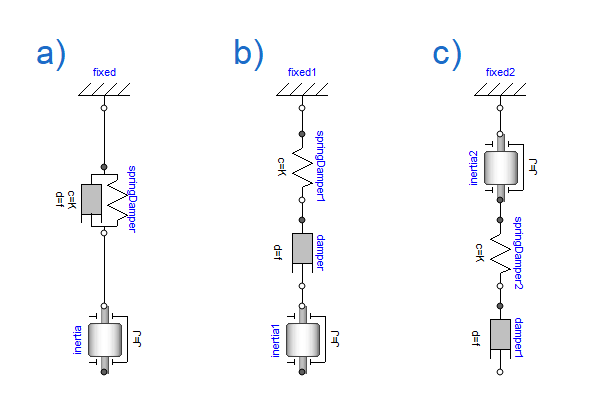 a)
b)
c)
fixed
fixed1
fixed2
springDamper
c=K
d=f
inertia
J=J
springDamper1
c=K
damper
d=f
inertia1
J=J
inertia2
J=J
springDamper2
c=K
damper1
d=f